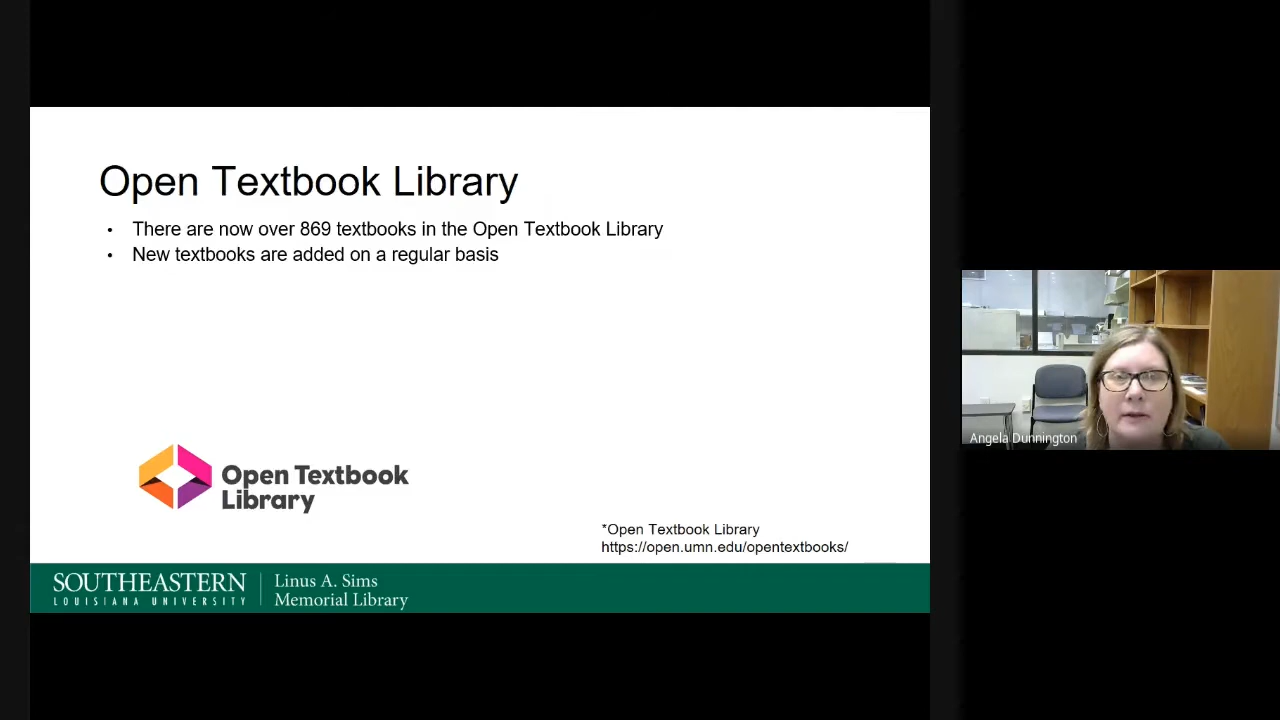 Open Textbook Library
• There are now over 869 textbooks in the Open Textbook Library
• New textbooks are added on a regular basis
Open Textbook
Library
*Open Textbook Library
https://open.umn.edu/opentextbooks/
SOUTHEASTERN
LOUISIANA UNIVERSITY
Linus A. Sims
Memorial Library
Angela Dunnington